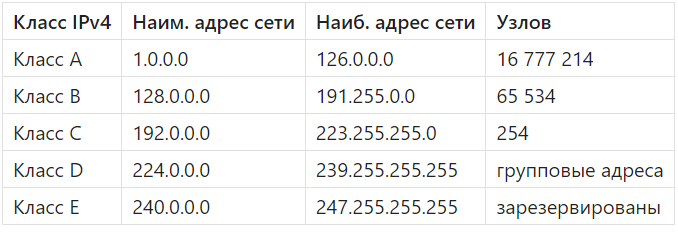 Класс IPv4 Наим. адрес сети Наиб. адрес сети Узлов
Класс A 1.0.0.0 126.0.0.0 16 777 214
Класс B 128.0.0.0 191.255.0.0 65 534
Класс C 192.0.0.0 223.255.255.0 254
Класс D 224.0.0.0 239.255.255.255 групповые адреса
Класс E 240.0.0.0 247.255.255.255 зарезервированы